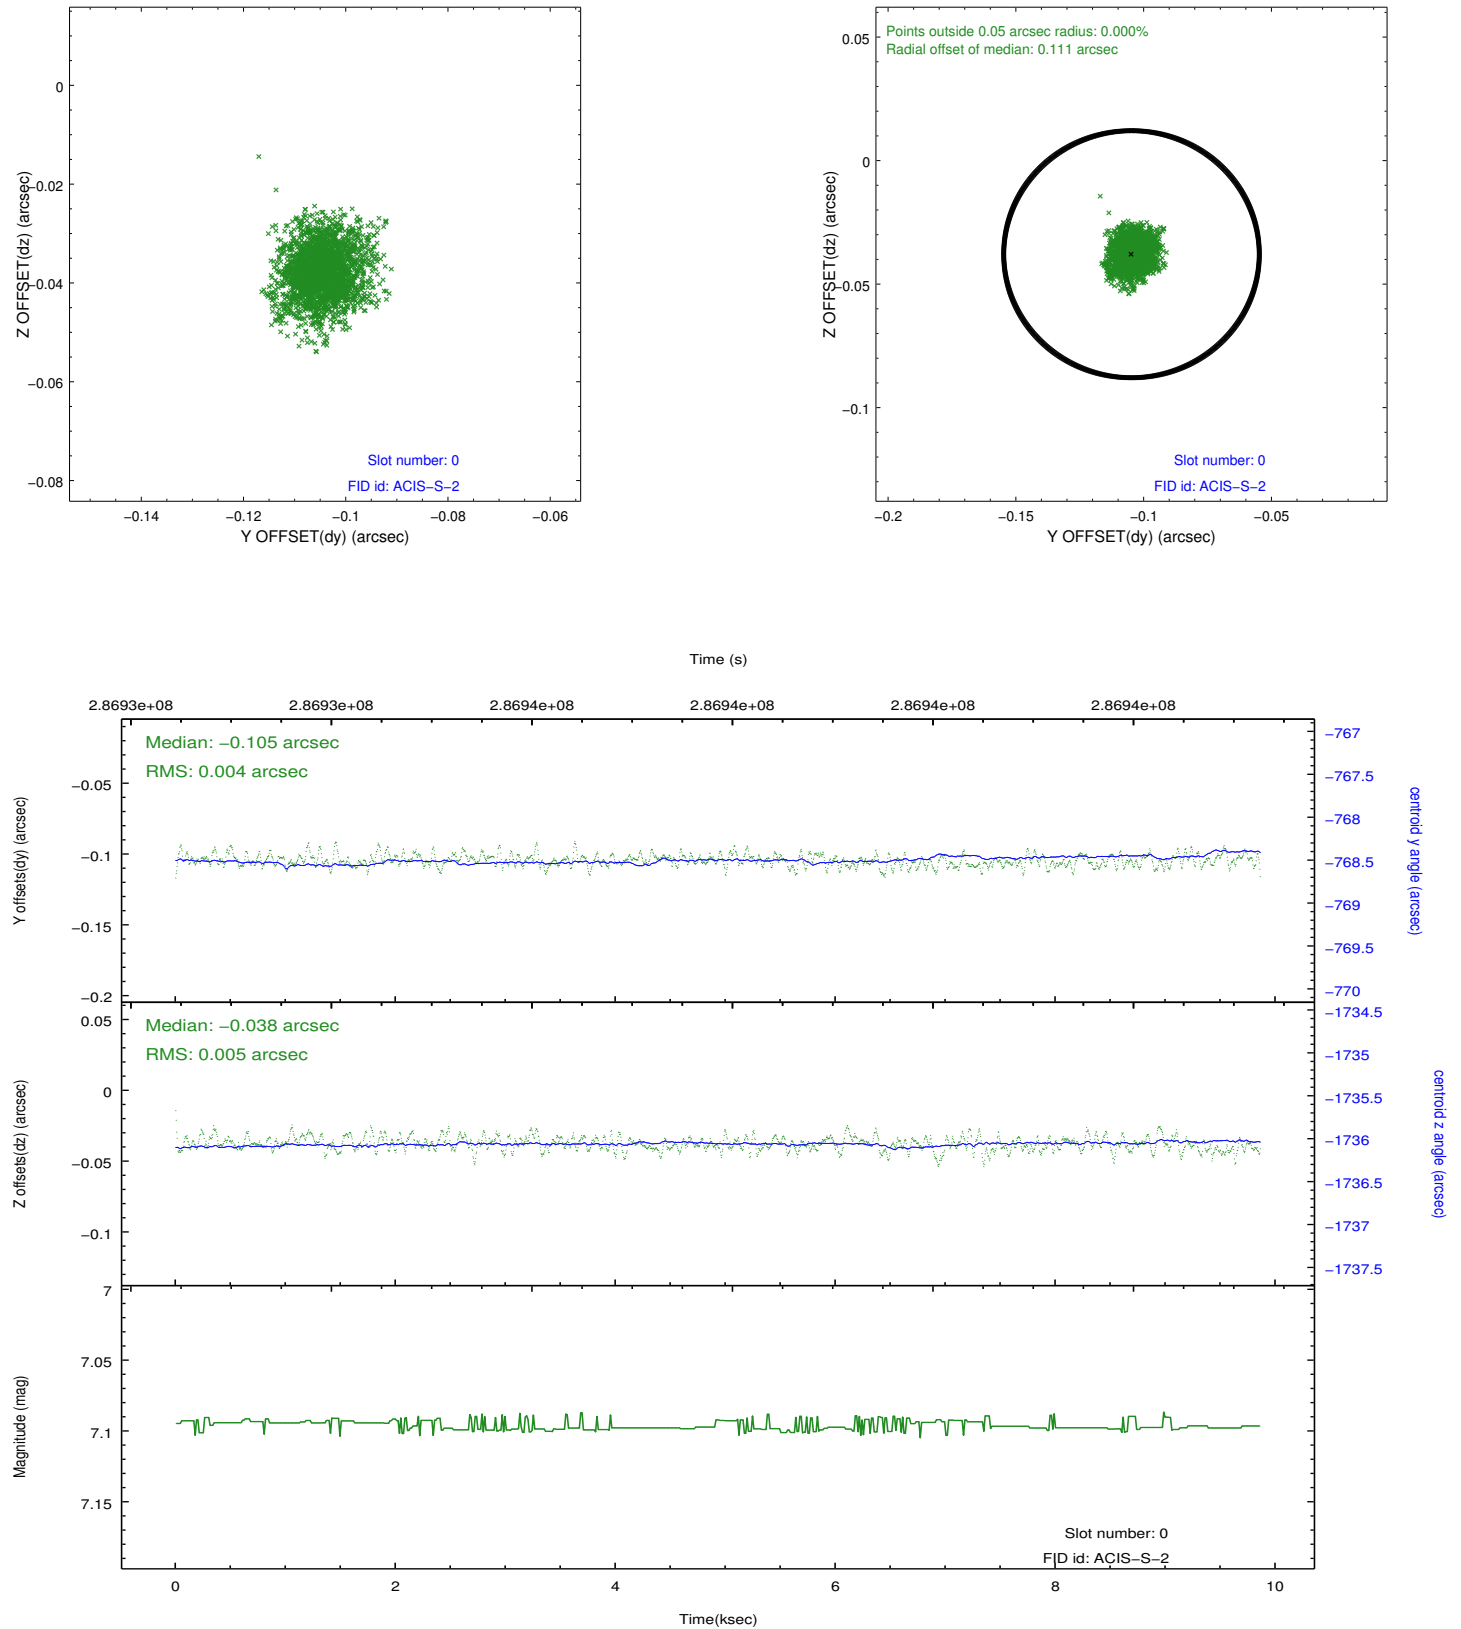 0
−0.02
−0.04
−0.06
−0.08
Z OFFSET(dz) (arcsec)
Slot number: 0
FID id: ACIS−S−2
−0.14
−0.12
−0.1
−0.08
−0.06
Y OFFSET(dy) (arcsec)
Points outside 0.05 arcsec radius: 0.000%
Radial offset of median: 0.111 arcsec
0.05
0
−0.05
−0.1
Z OFFSET(dz) (arcsec)
Slot number: 0
FID id: ACIS−S−2
−0.2
−0.15
−0.1
−0.05
Y OFFSET(dy) (arcsec)
Time (s)
2.8693e+08
2.8693e+08
2.8694e+08
2.8694e+08
2.8694e+08
2.8694e+08
Median: −0.105 arcsec
RMS: 0.004 arcsec
−0.05
−0.1
−0.15
−0.2
Y offsets(dy) (arcsec)
−767
−767.5
−768
−768.5
−769
−769.5
−770
centroid y angle (arcsec)
Median: −0.038 arcsec
RMS: 0.005 arcsec
0.05
0
−0.05
−0.1
Z offsets(dz) (arcsec)
−1734.5
−1735
−1735.5
−1736
−1736.5
−1737
−1737.5
centroid z angle (arcsec)
7
7.05
7.1
7.15
Magnitude (mag)
Slot number: 0
FID id: ACIS−S−2
0
2
4
6
8
10
Time(ksec)